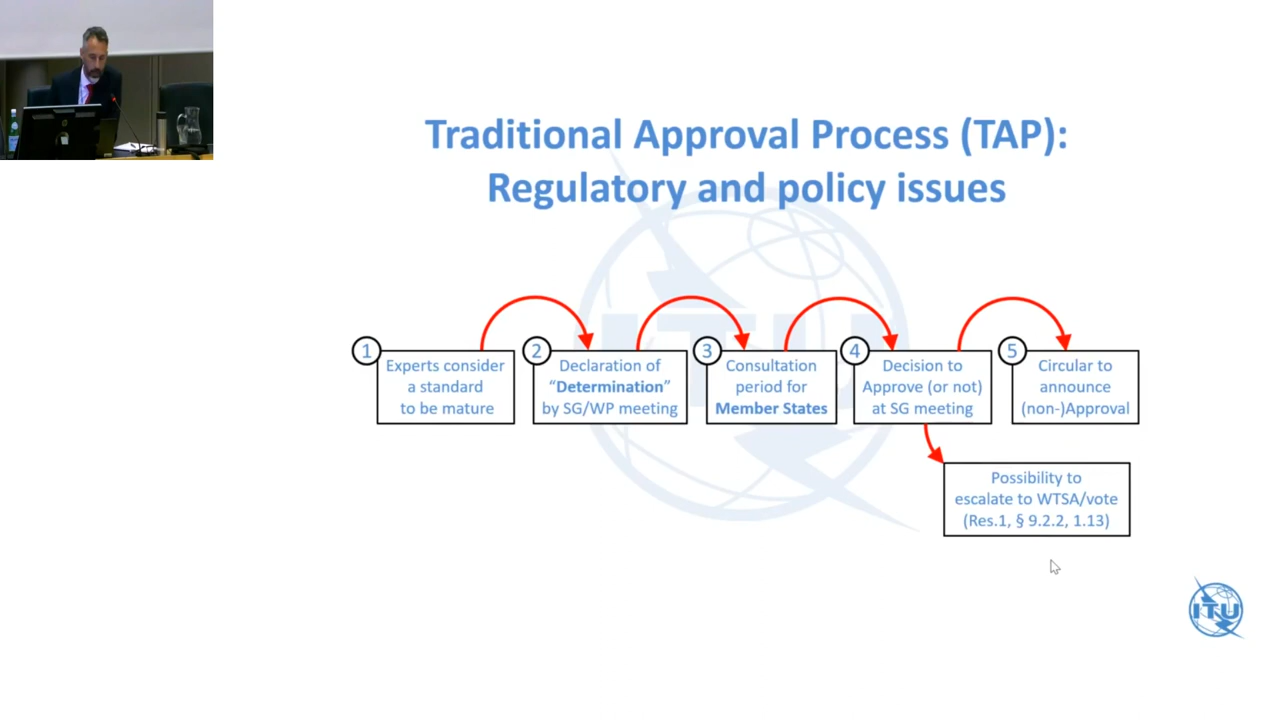 Traditional Approval Process (TAP):
Regulatory and policy issues
1
Experts consider
a standard
to be mature
2
Declaration of
“Determination”
by SG/WP meeting
3
Consultation
period for
Member States
4
Decision to
Approve (or not)
at SG meeting
5
Circular to
announce
(non-)Approval
Possibility to
escalate to WTSA/vote
(Res.1, § 9.2.2, 1.13)
ITU
ITU